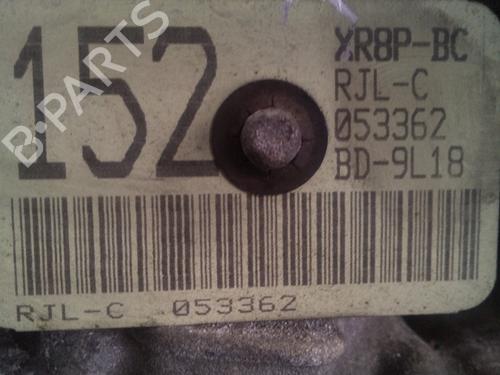 152
XR8P-BC
RJL-C
053362
BD-9L18
B-PARTS
RJL-C 053362